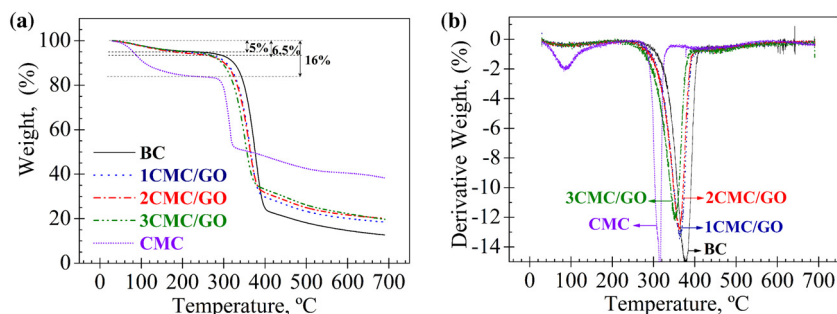 (a)
100
80
60
40
20
0
Weight, (%)
5%
6.5%
16%
BC
1CMC/GO
2CMC/GO
3CMC/GO
CMC
0 100 200 300 400 500 600 700
Temperature, ºC
(b)
0
-2
-4
-6
-8
-10
-12
-14
Derivative Weight, (%)
3CMC/GO
2CMC/GO
CMC
1CMC/GO
BC
0 100 200 300 400 500 600 700
Temperature, ºC